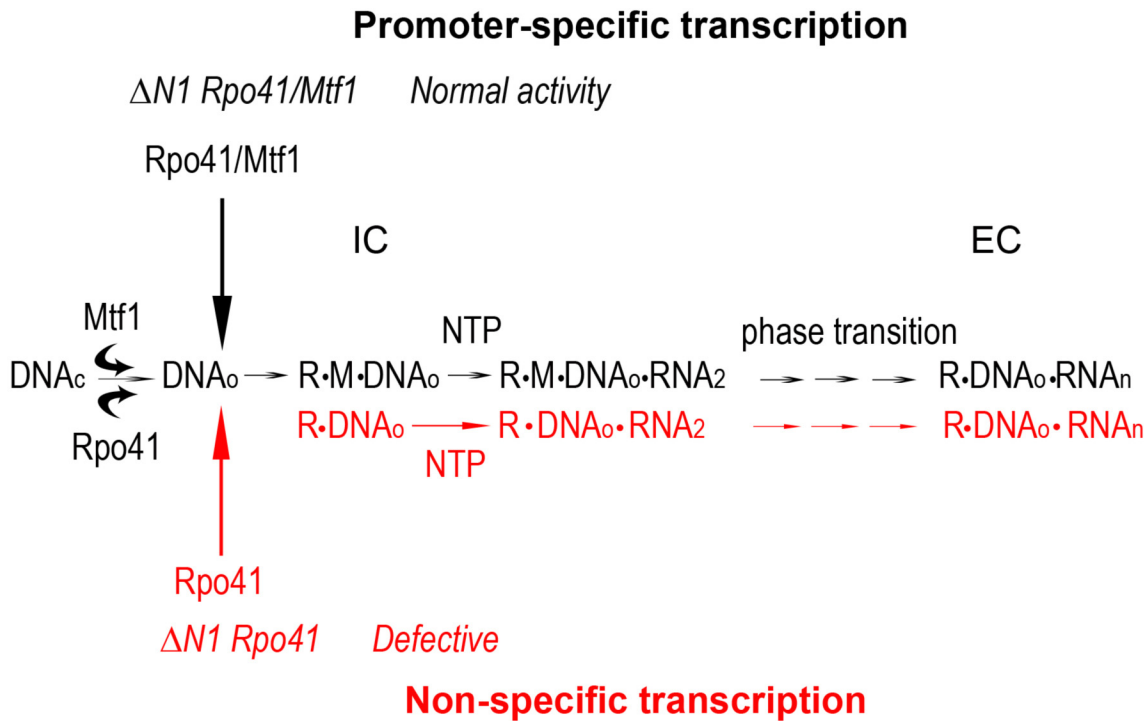 Promoter-specific transcription
ΔN1 Rpo41/Mtf1 Normal activity
Rpo41/Mtf1
IC EC
Mtf1 NTP phase transition
DNAc DNAo R·M·DNAo R·M·DNAo·RNA2 R·DNAo·RNAn
R·DNAo R·DNAo·RNA2 R·DNAo·RNAn
Rpo41 NTP
Rpo41
ΔN1 Rpo41 Defective
Non-specific transcription